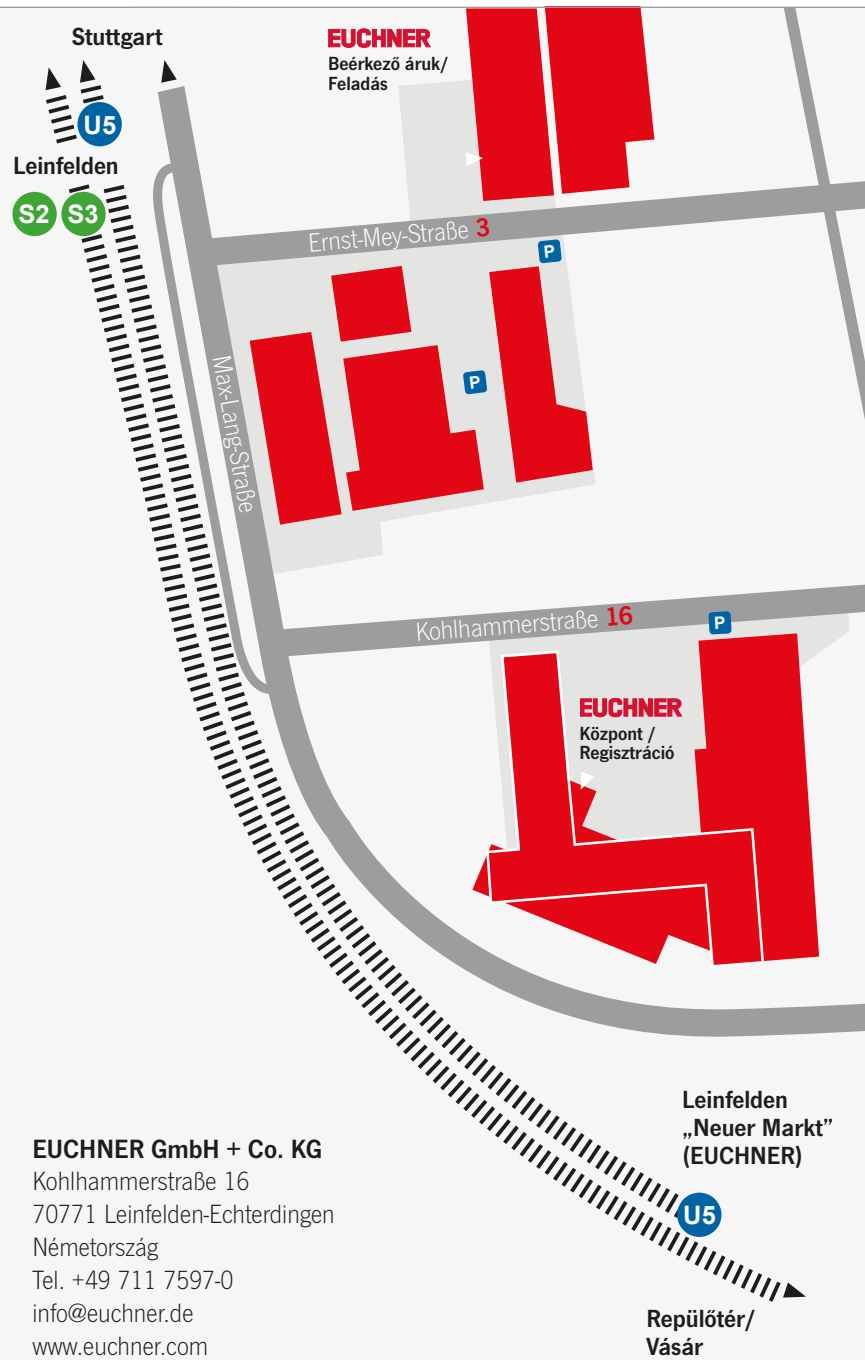 Stuttgart
EUCHNER
Beérkező áruk/
Feladás
U5
Leinfelden
S2 S3
Ernst-Mey-Straße 3
P
P
Max-Lang-Straße
Kohlhammerstraße 16
P
EUCHNER
Központ /
Regisztráció
Leinfelden
„Neuer Markt”
(EUCHNER)
U5
Repülőtér/
Vásár
EUCHNER GmbH + Co. KG
Kohlhammerstraße 16
70771 Leinfelden-Echterdingen
Németország
Tel. +49 711 7597-0
info@euchner.de
www.euchner.com